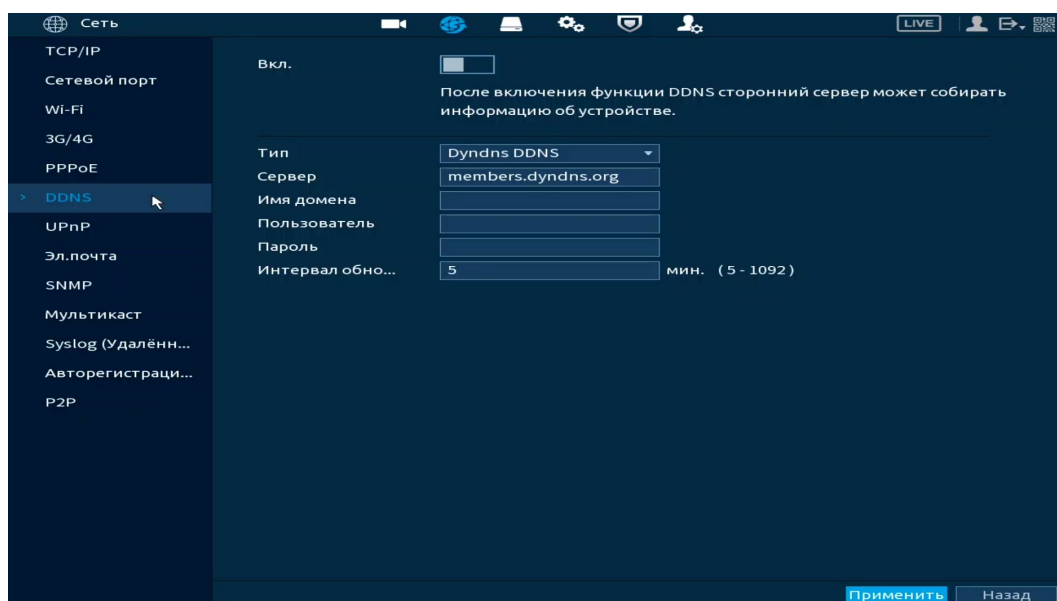 Сеть
LIVE
TCP/IP
Сетевой порт
Wi-Fi
3G/4G
PPPoE
> DDNS
UPnP
Эл.почта
SNMP
Мультикаст
Syslog (Удалённ...
Авторегистраци...
P2P
Вкл.
После включения функции DDNS сторонний сервер может собирать
информацию об устройстве.
Тип Dyndns DDNS
Сервер members.dyndns.org
Имя домена
Пользователь
Пароль
Интервал обно... 5 мин. (5-1092)
Применить Назад